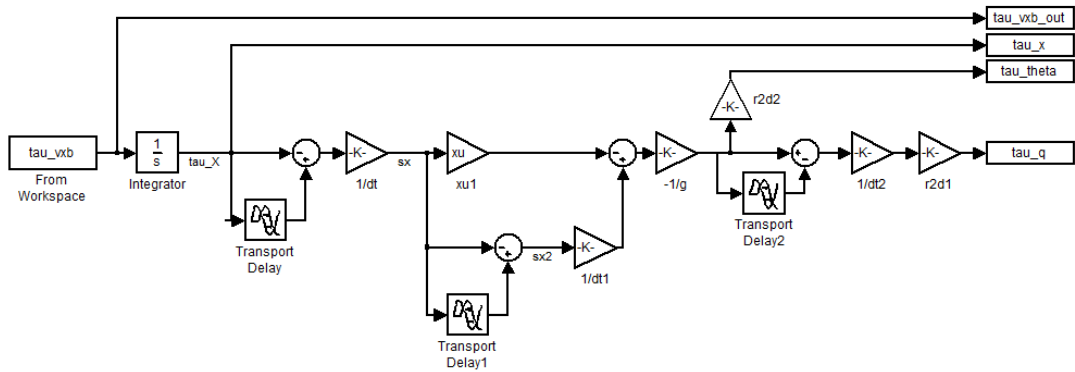 tau_vxb_out
tau_x
tau_theta
-K-
r2d2
tau_vxb
From
Workspace
1
s
Integrator
tau_X
-K-
1/dt
sx
xu
xu1
-K-
-1/g
-K-
1/dt2
-K-
r2d1
tau_q
Transport
Delay
sx2
-K-
1/dt1
Transport
Delay2
Transport
Delay1